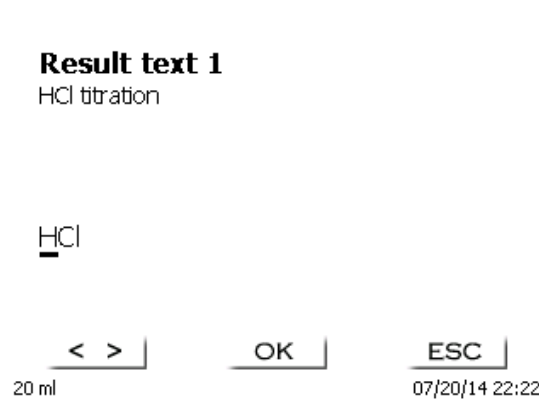 Result text 1
HCl titration
HCl
< > OK ESC
20 ml 07/20/14 22:22